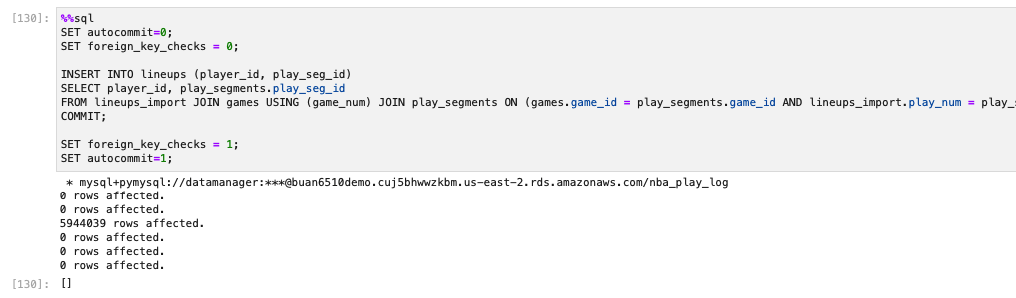 [130]: %%sql
SET autocommit=0;
SET foreign_key_checks = 0;
INSERT INTO lineups (player_id, play_seg_id)
SELECT player_id, play_segments.play_seg_id
FROM lineups_import JOIN games USING (game_num) JOIN play_segments ON (games.game_id = play_segments.game_id AND lineups_import.play_num = play_s
COMMIT;
SET foreign_key_checks = 1;
SET autocommit=1;
* mysql+pymysql://datamanager:***@buan6510demo.cuj5bhwwzkbm.us-east-2.rds.amazonaws.com/nba_play_log
0 rows affected.
0 rows affected.
5944039 rows affected.
0 rows affected.
0 rows affected.
0 rows affected.
[130]: []